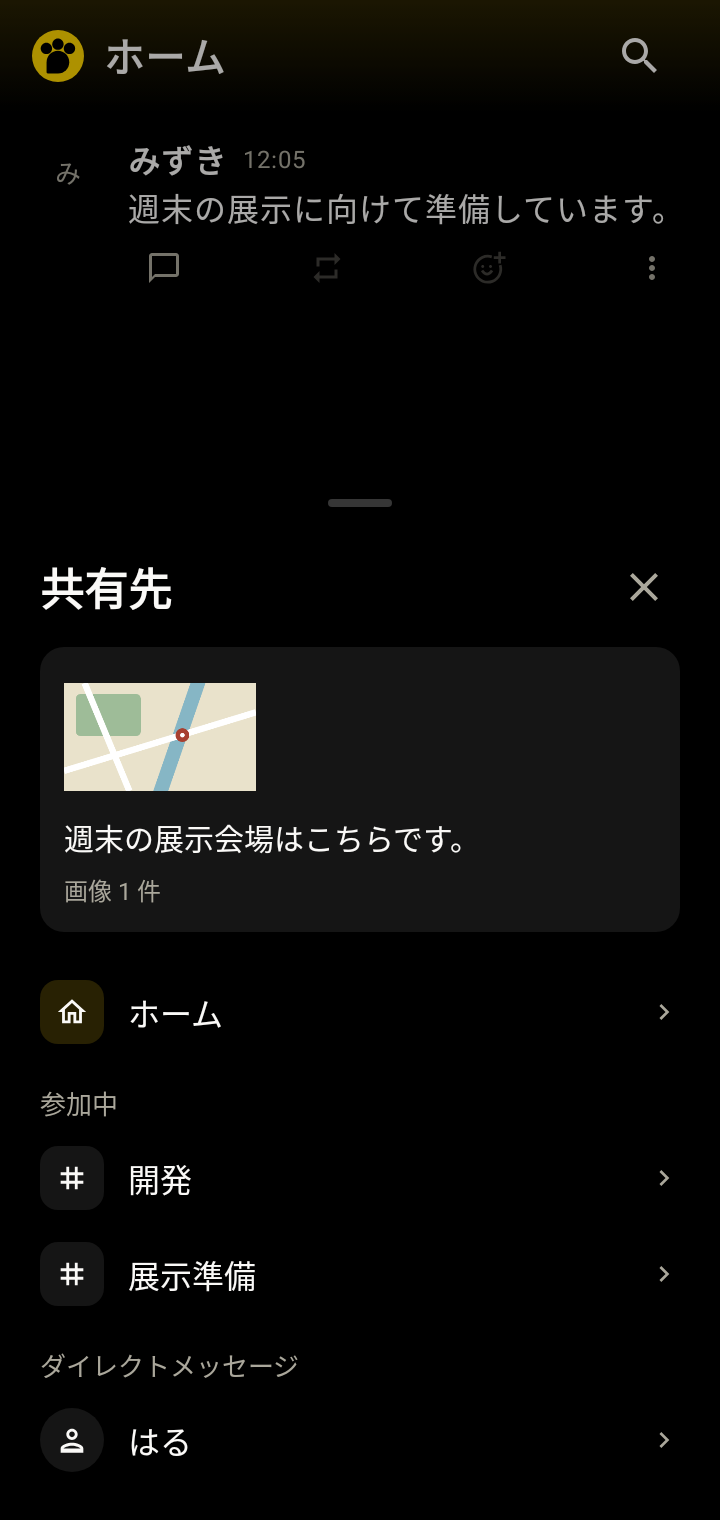 ホーム
み
みずき 12:05
週末の展示に向けて準備しています。
共有先
週末の展示会場はこちらです。
画像 1 件
ホーム
参加中
開発
展示準備
ダイレクトメッセージ
はる